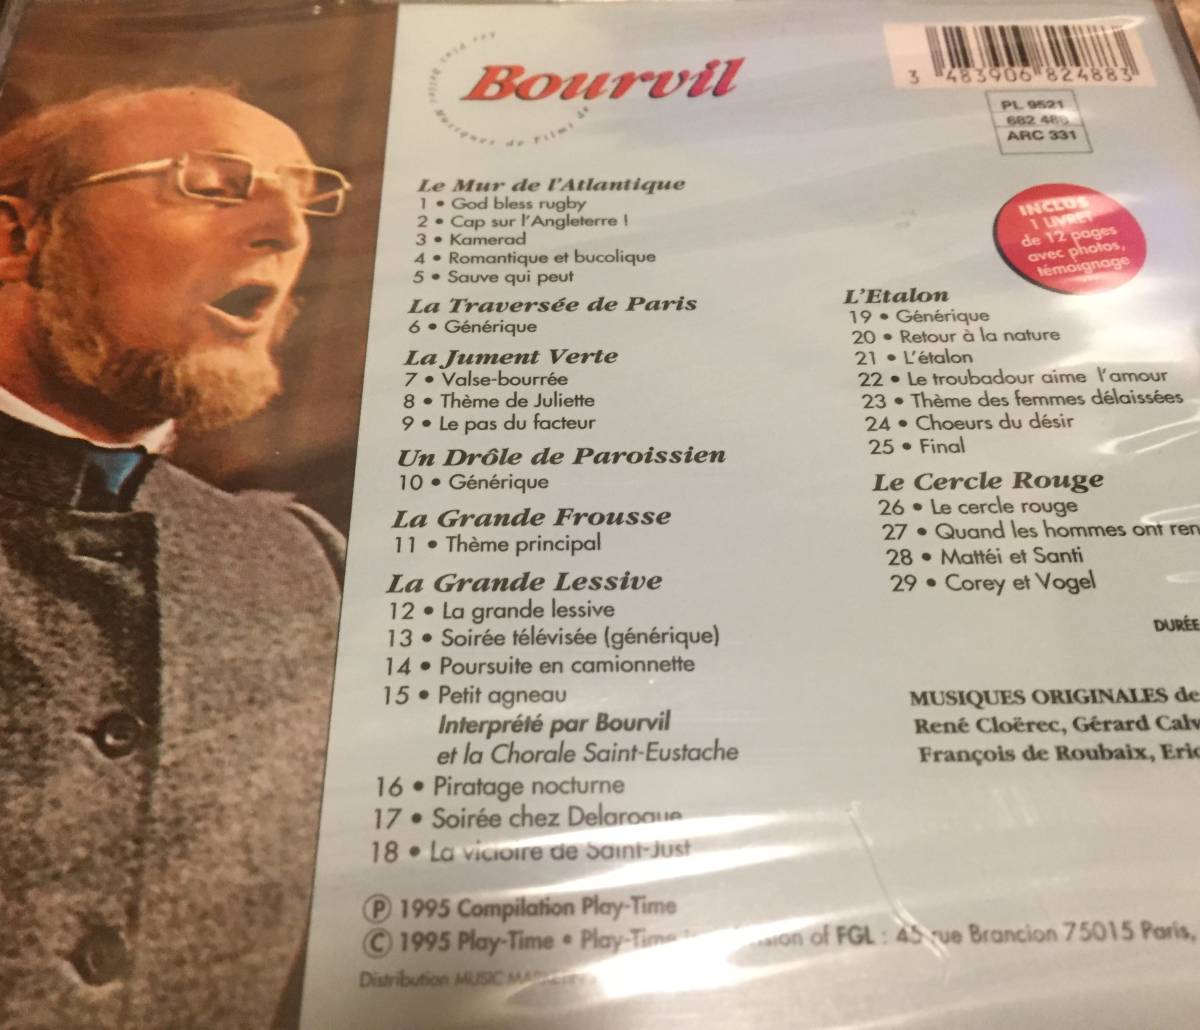 Les Plus Belles Musiques de Films de
Bourvil
3 483906 824883
PL 9521
682 488
ARC 331
INCLUS
1 LIVRET
de 12 pages
avec photos,
témoignage
Le Mur de l'Atlantique
1 • God bless rugby
2 • Cap sur l'Angleterre !
3 • Kamerad
4 • Romantique et bucolique
5 • Sauve qui peut
La Traversée de Paris
6 • Générique
La Jument Verte
7 • Valse-bourrée
8 • Thème de Juliette
9 • Le pas du facteur
Un Drôle de Paroissien
10 • Générique
La Grande Frousse
11 • Thème principal
La Grande Lessive
12 • La grande lessive
13 • Soirée télévisée (générique)
14 • Poursuite en camionnette
15 • Petit agneau
Interprété par Bourvil
et la Chorale Saint-Eustache
16 • Piratage nocturne
17 • Soirée chez Delaroque
18 • La victoire de Saint-Just
L'Etalon
19 • Générique
20 • Retour à la nature
21 • L'étalon
22 • Le troubadour aime l'amour
23 • Thème des femmes délaissées
24 • Choeurs du désir
25 • Final
Le Cercle Rouge
26 • Le cercle rouge
27 • Quand les hommes ont ren
28 • Mattéi et Santi
29 • Corey et Vogel
DURÉE
MUSIQUES ORIGINALES de
René Cloërec, Gérard Calv
François de Roubaix, Eric
Ⓟ 1995 Compilation Play-Time
© 1995 Play-Time • Play-Time of FGL : 45 rue Brancion 75015 Paris,
Distribution MUSIC